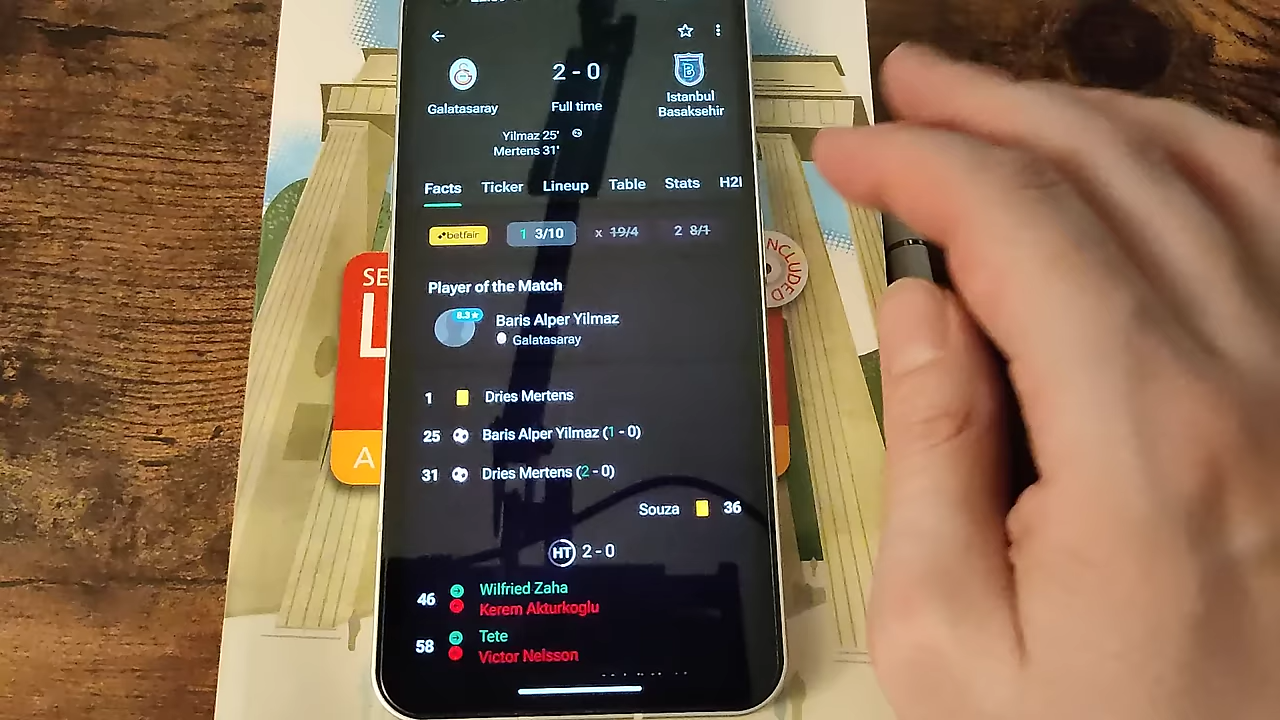 2 - 0
Galatasaray
Full time
Istanbul
Basaksehir
Yilmaz 25'
Mertens 31'
Facts Ticker Lineup Table Stats H2
betfair 1 3/10 x 19/4 2 8/1
Player of the Match
8.3
Baris Alper Yilmaz
Galatasaray
1 Dries Mertens
25 Baris Alper Yilmaz (1 - 0)
31 Dries Mertens (2 - 0)
Souza 36
HT 2 - 0
46 Wilfried Zaha
Kerem Akturkoglu
58 Tete
Victor Nelsson
SE
L
A
INCLUDED